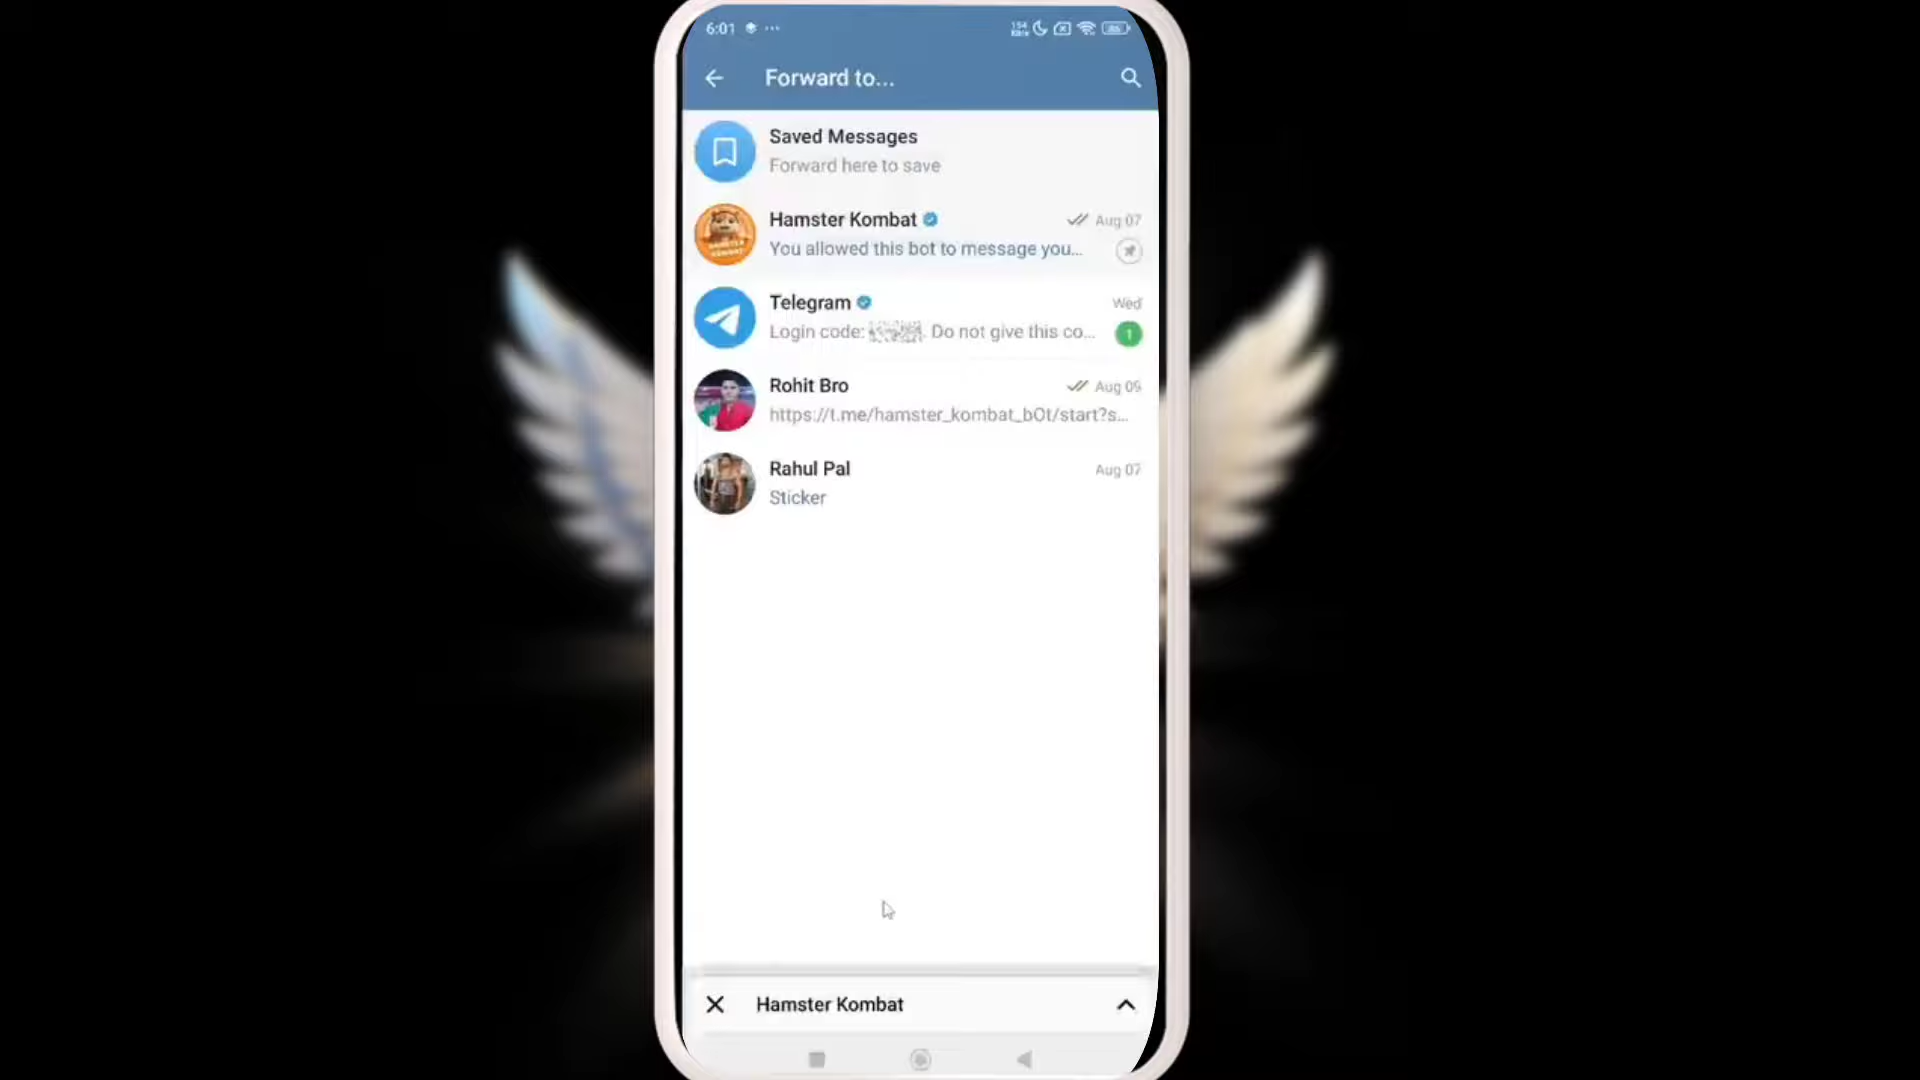 6:01
Forward to...
Saved Messages
Forward here to save
Hamster Kombat
Aug 07
You allowed this bot to message you...
Telegram
Wed
Login code: Do not give this co...
1
Rohit Bro
Aug 09
https://t.me/hamster_kombat_bOt/start?s...
Rahul Pal
Aug 07
Sticker
Hamster Kombat